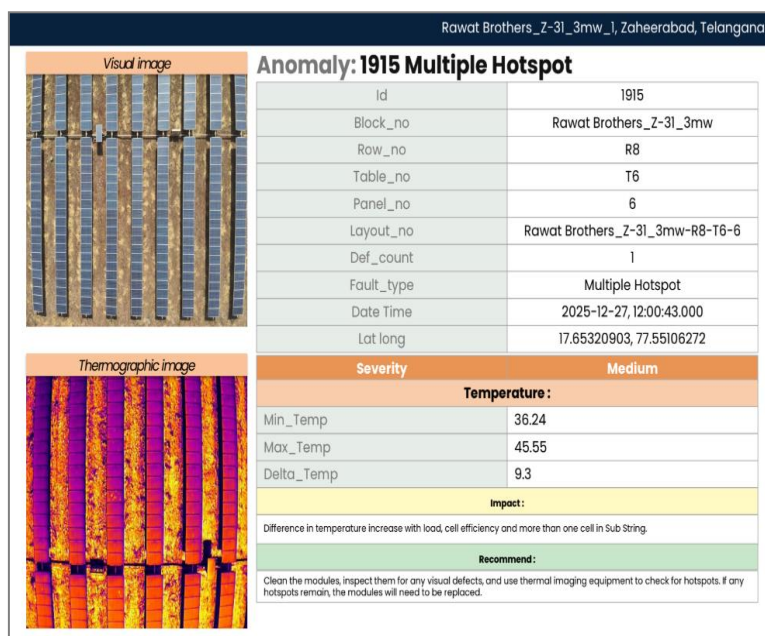 Rawat Brothers_Z-31_3mw_1, Zaheerabad, Telangana
Visual image
Anomaly: 1915 Multiple Hotspot
Id 1915
Block_no Rawat Brothers_Z-31_3mw
Row_no R8
Table_no T6
Panel_no 6
Layout_no Rawat Brothers_Z-31_3mw-R8-T6-6
Def_count 1
Fault_type Multiple Hotspot
Date Time 2025-12-27, 12:00:43.000
Lat long 17.65320903, 77.55106272
Thermographic image
Severity Medium
Temperature :
Min_Temp 36.24
Max_Temp 45.55
Delta_Temp 9.3
Impact :
Difference in temperature increase with load, cell efficiency and more than one cell in Sub String.
Recommend :
Clean the modules, inspect them for any visual defects, and use thermal imaging equipment to check for hotspots. If any
hotspots remain, the modules will need to be replaced.